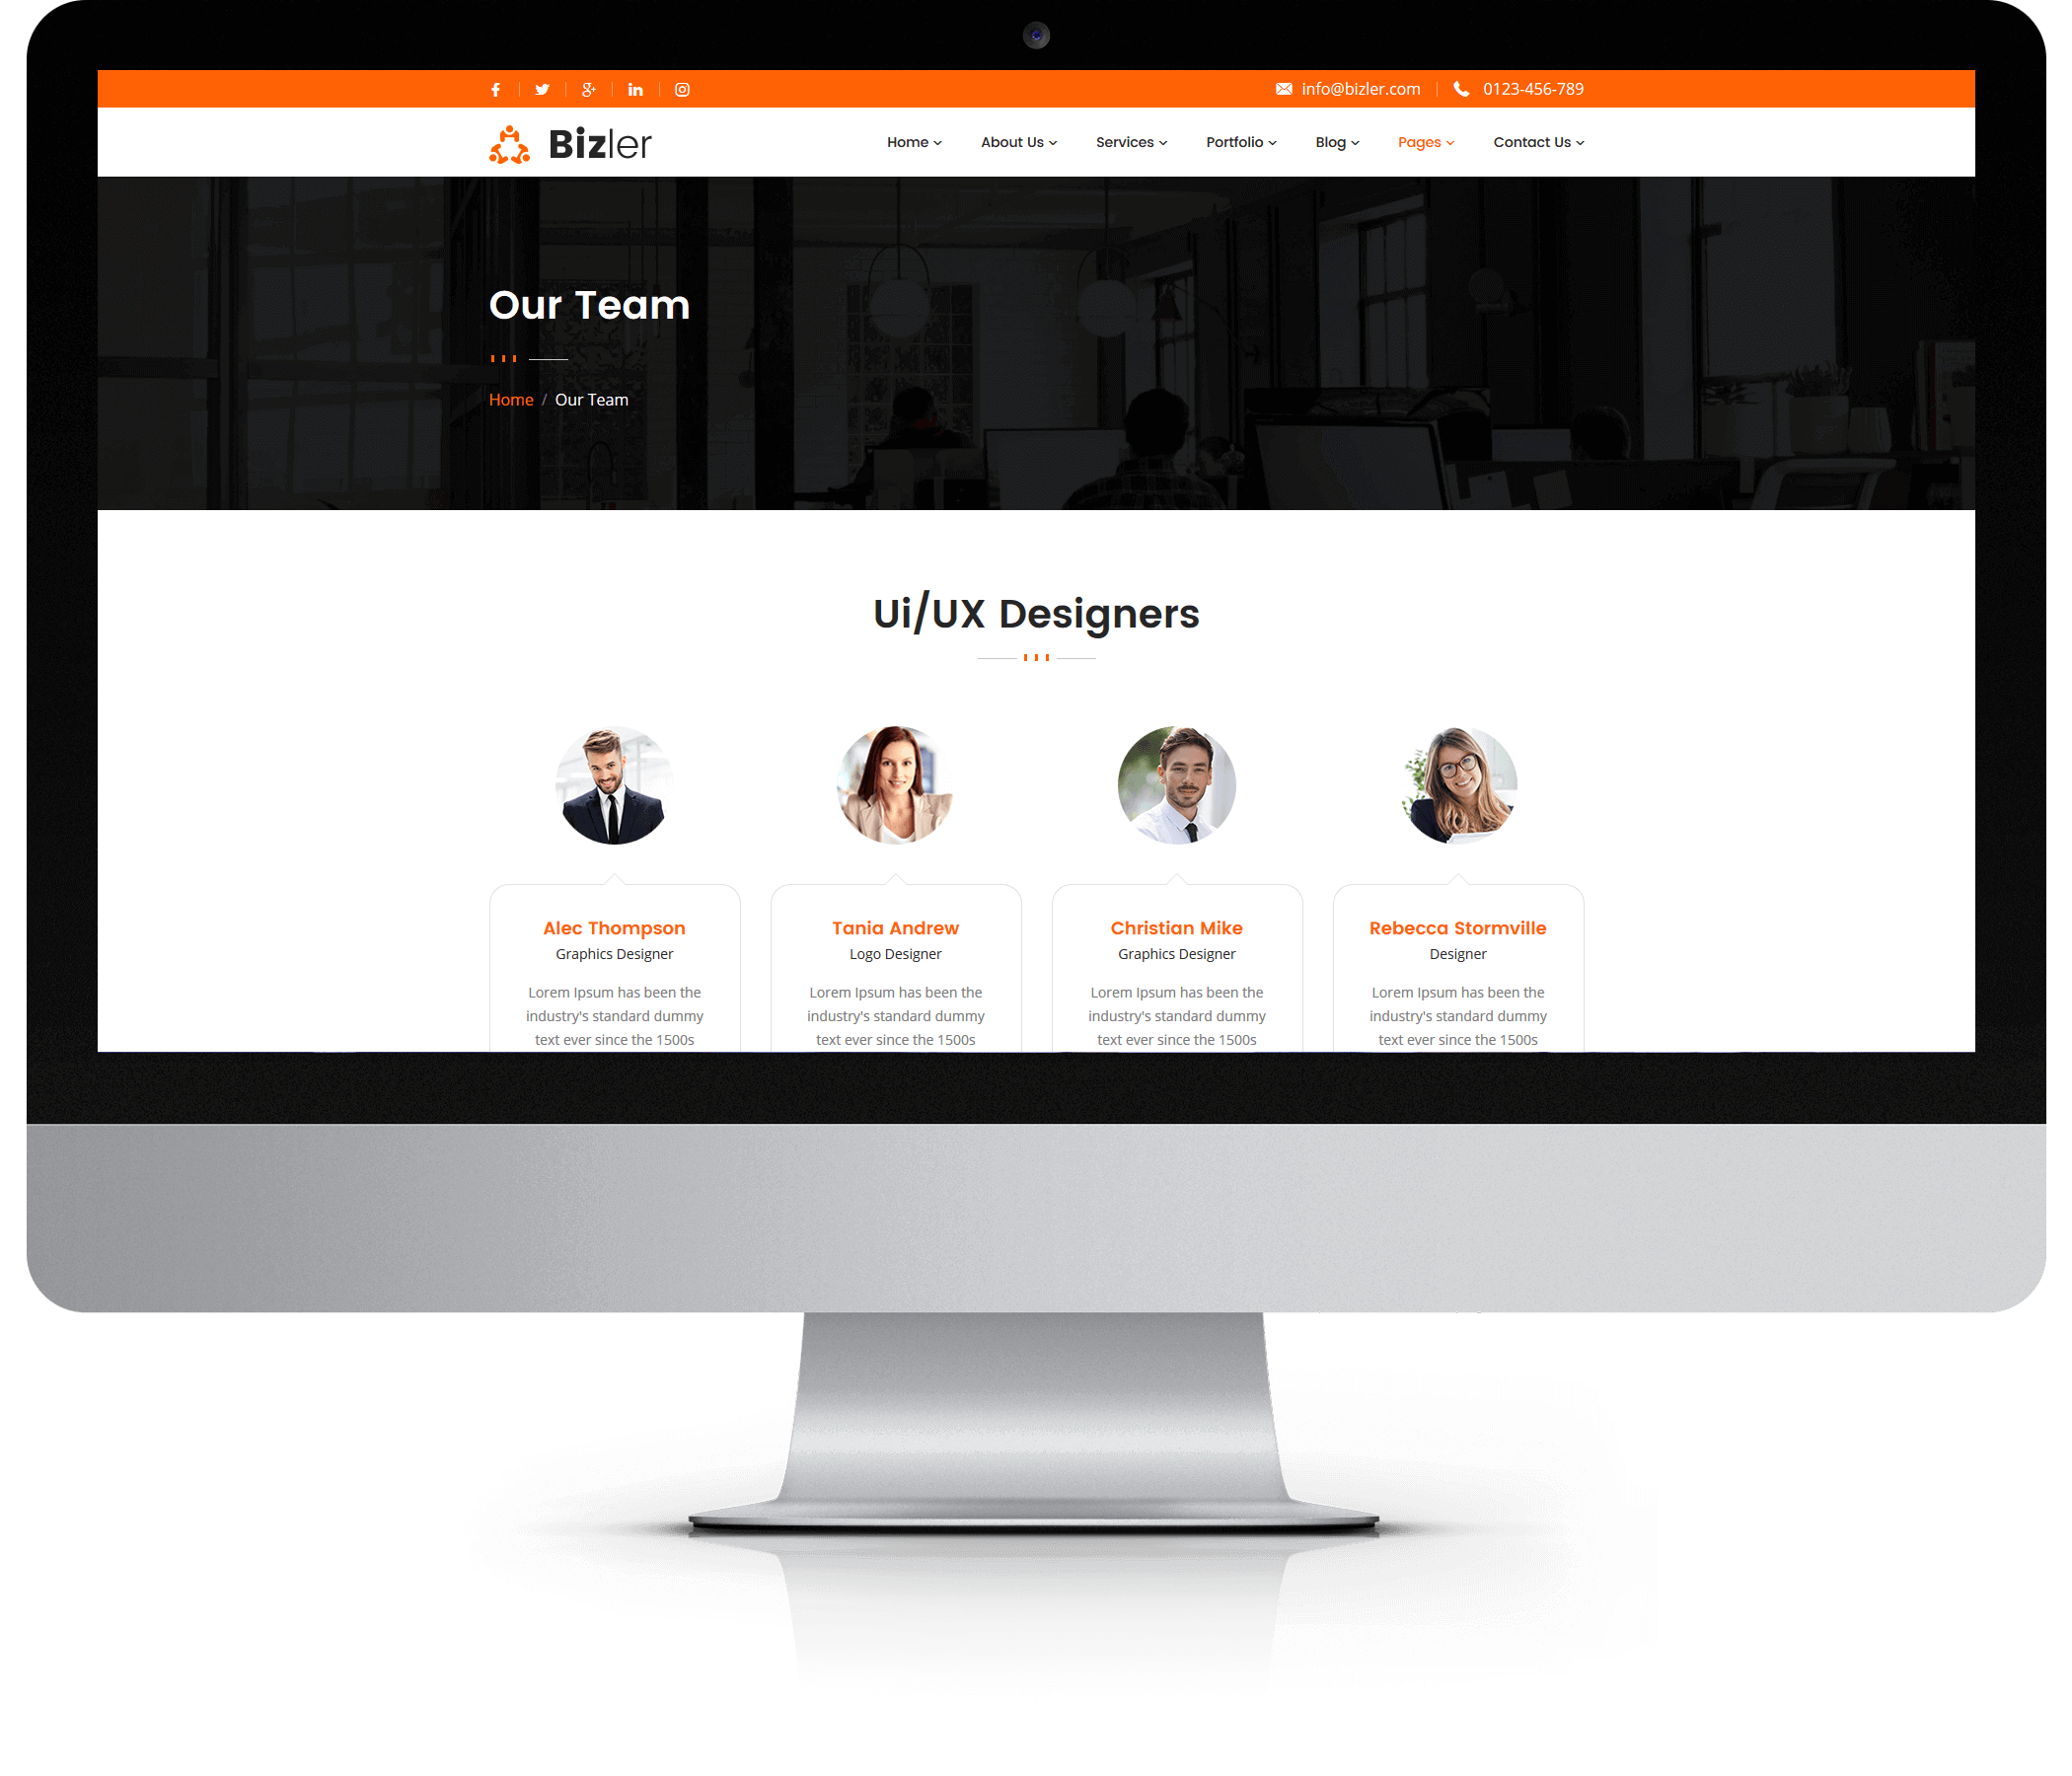 info@bizler.com 0123-456-789
Bizler
Home About Us Services Portfolio Blog Pages Contact Us
Our Team
Home / Our Team
Ui/UX Designers
Alec Thompson
Graphics Designer
Lorem Ipsum has been the
industry's standard dummy
text ever since the 1500s
Tania Andrew
Logo Designer
Lorem Ipsum has been the
industry's standard dummy
text ever since the 1500s
Christian Mike
Graphics Designer
Lorem Ipsum has been the
industry's standard dummy
text ever since the 1500s
Rebecca Stormville
Designer
Lorem Ipsum has been the
industry's standard dummy
text ever since the 1500s